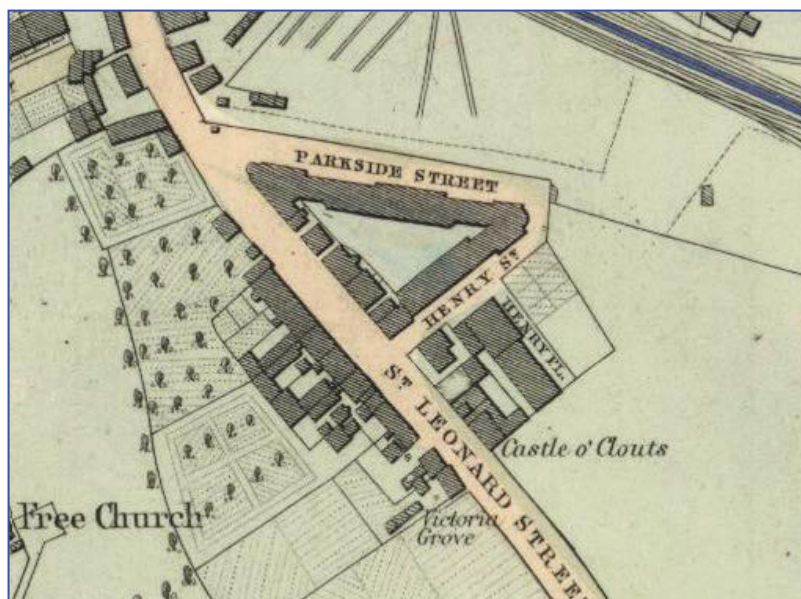 PARKSIDE STREET
HENRY ST
HENRY PL.
ST LEONARD STREET
Castle o' Clouts
Free Church
Victoria
Grove